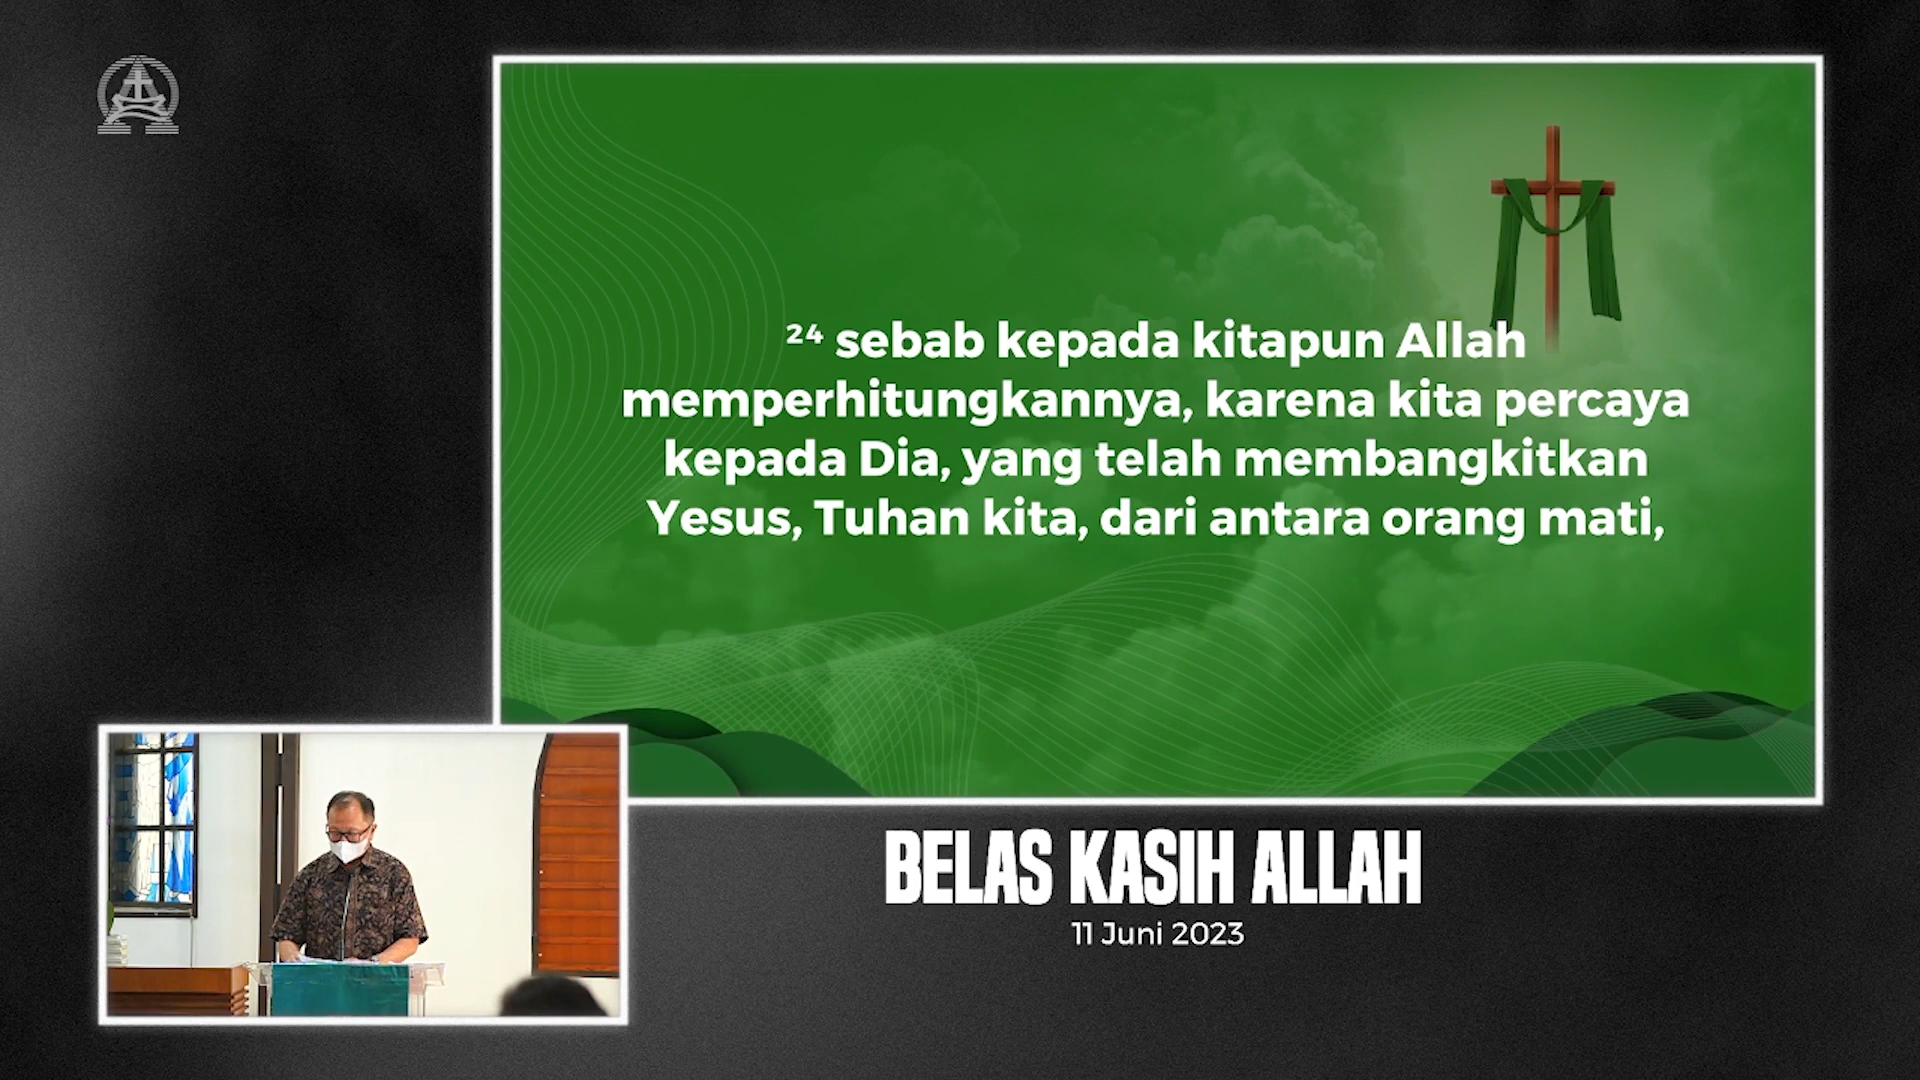 ²⁴ sebab kepada kitapun Allah
memperhitungkannya, karena kita percaya
kepada Dia, yang telah membangkitkan
Yesus, Tuhan kita, dari antara orang mati,
BELAS KASIH ALLAH
11 Juni 2023